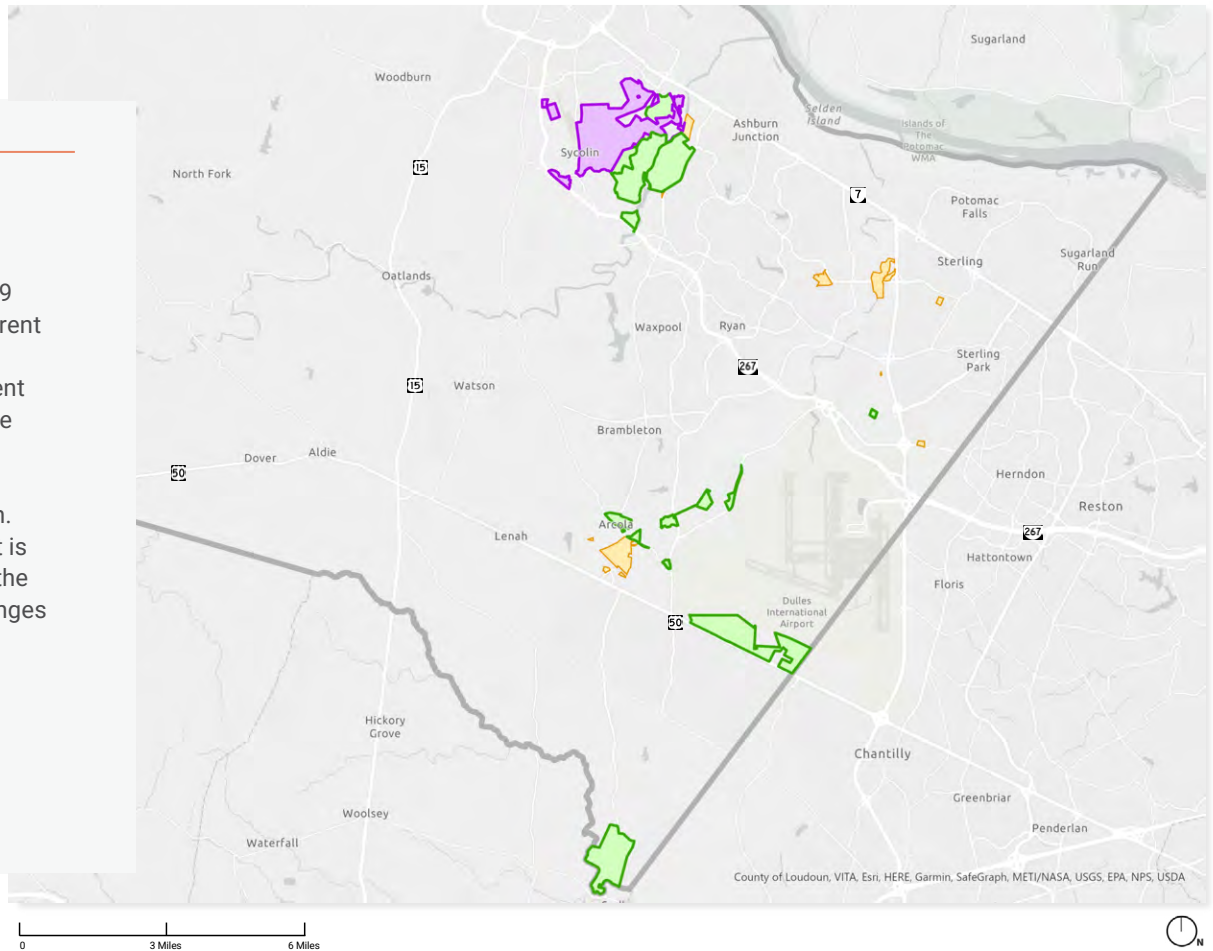 9
rent
ent
e
n.
t is
the
nges
Sugarland
Woodburn
Selden
Island
Ashburn
Junction
Islands of
The
Potomac
WMA
Sycolin
15
North Fork
7
Potomac
Falls
Sugarland
Run
Sterling
Oatlands
Waxpool
Ryan
Sterling
Park
267
15
Watson
Brambleton
Aldie
Dover
50
Herndon
Reston
Arcola
Lenah
267
Hattontown
Floris
Dulles
International
Airport
50
Hickory
Grove
Chantilly
Greenbriar
Woolsey
Penderlan
Waterfall
County of Loudoun, VITA, Esri, HERE, Garmin, SafeGraph, METI/NASA, USGS, EPA, NPS, USDA
0 3 Miles 6 Miles
N